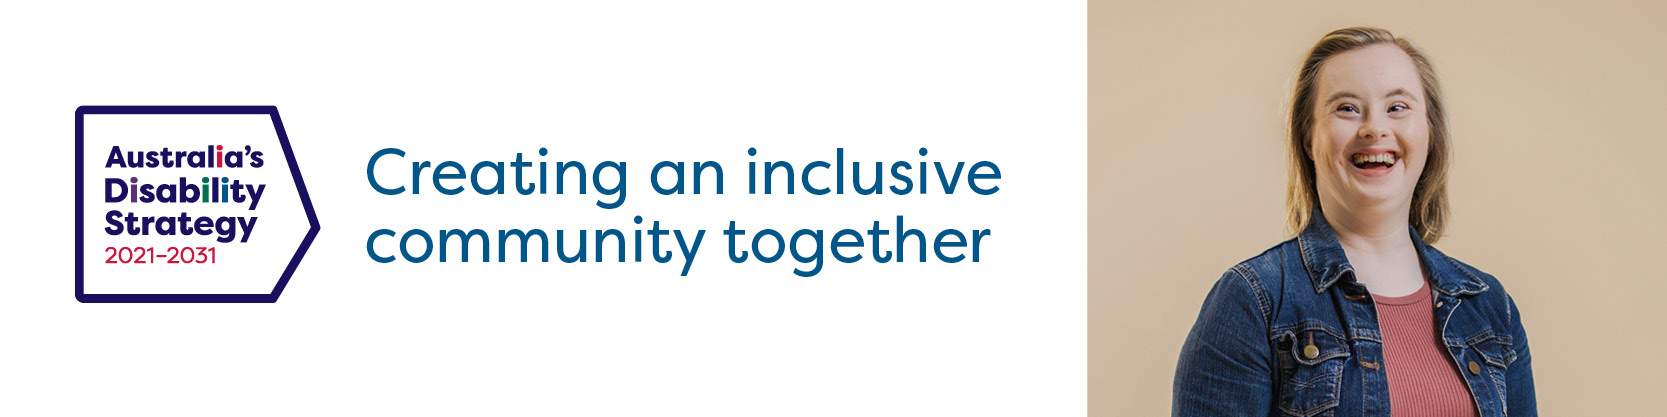 Australia's
Disability
Strategy
2021–2031
Creating an inclusive
community together